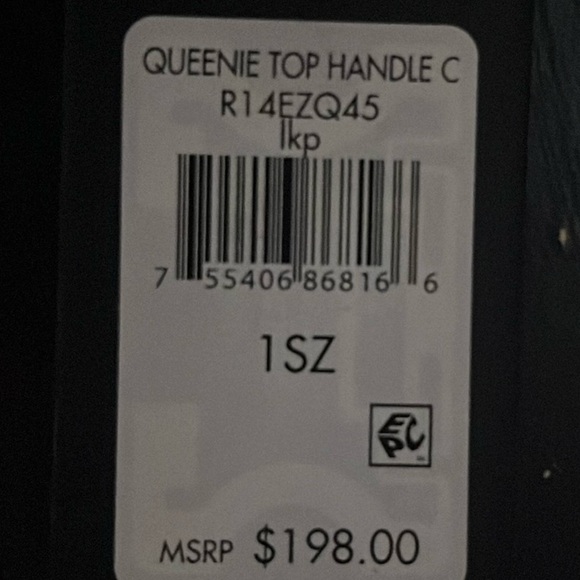 QUEENIE TOP HANDLE C
R14EZQ45
lkp
7 55406 86816 6
1SZ
EPC
MSRP $198.00